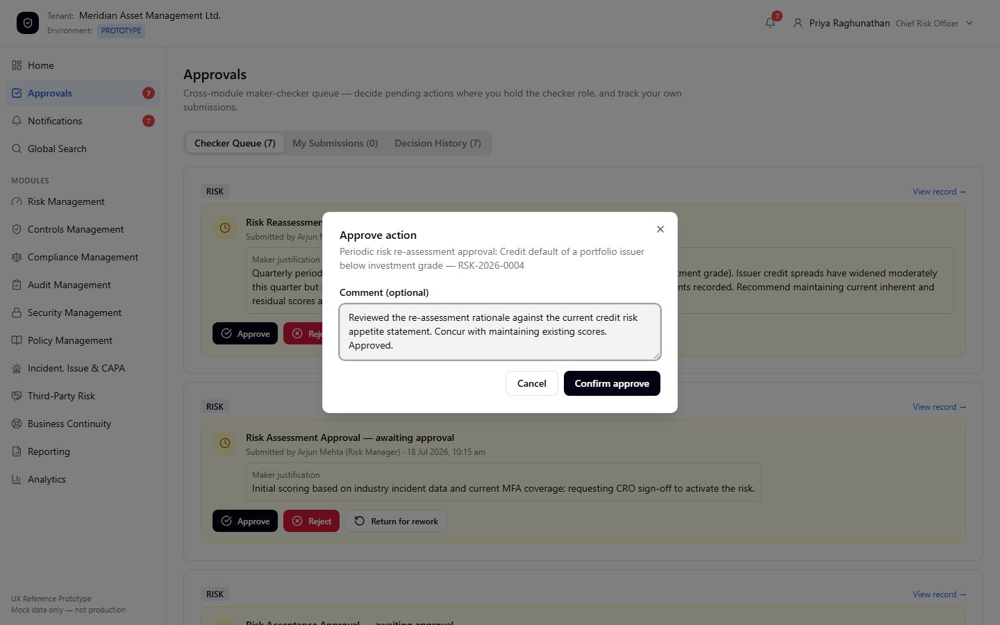 Tenant: Meridian Asset Management Ltd.
Environment: PROTOTYPE
7
Priya Raghunathan Chief Risk Officer
Home
Approvals 7
Notifications 7
Global Search
MODULES
Risk Management
Controls Management
Compliance Management
Audit Management
Security Management
Policy Management
Incident, Issue & CAPA
Third-Party Risk
Business Continuity
Reporting
Analytics
UX Reference Prototype
Mock data only — not production
Approvals
Cross-module maker-checker queue — decide pending actions where you hold the checker role, and track your own
submissions.
Checker Queue (7) My Submissions (0) Decision History (7)
RISK View record →
Risk Reassessmen
Submitted by Arjun
Maker justification
Quarterly period tment grade). Issuer credit spreads have widened moderately
this quarter but nts recorded. Recommend maintaining current inherent and
residual scores a
Approve Reje
Approve action
Periodic risk re-assessment approval: Credit default of a portfolio issuer
below investment grade — RSK-2026-0004
Comment (optional)
Reviewed the re-assessment rationale against the current credit risk
appetite statement. Concur with maintaining existing scores.
Approved.
Cancel Confirm approve
RISK View record →
Risk Assessment Approval — awaiting approval
Submitted by Arjun Mehta (Risk Manager) · 18 Jul 2026, 10:15 am
Maker justification
Initial scoring based on industry incident data and current MFA coverage; requesting CRO sign-off to activate the risk.
Approve Reject Return for rework
RISK View record →
Risk Acceptance Approval — awaiting approval